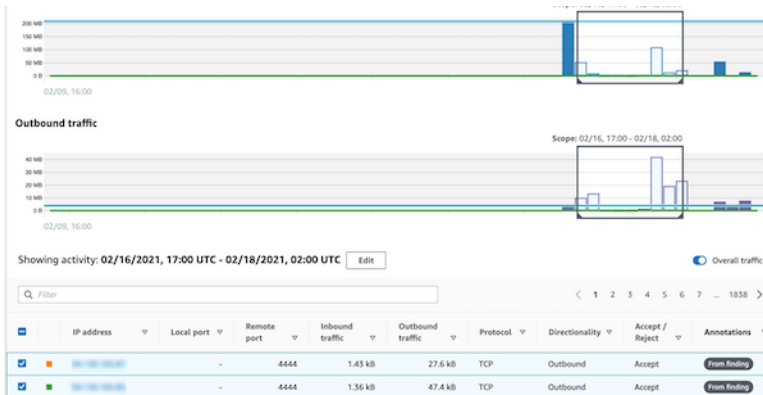 200 MB
150 MB
100 MB
50 MB
0 B
02/09, 16:00
Outbound traffic
Scope: 02/16, 17:00 - 02/18, 02:00
40 MB
30 MB
20 MB
10 MB
0 B
02/09, 16:00
Showing activity: 02/16/2021, 17:00 UTC - 02/18/2021, 02:00 UTC Edit Overall traffic
Filter 1 2 3 4 5 6 7 ... 1838
IP address Local port Remote port Inbound traffic Outbound traffic Protocol Directionality Accept / Reject Annotations
- 4444 1.43 kB 27.6 kB TCP Outbound Accept From finding
- 4444 1.36 kB 47.4 kB TCP Outbound Accept From finding